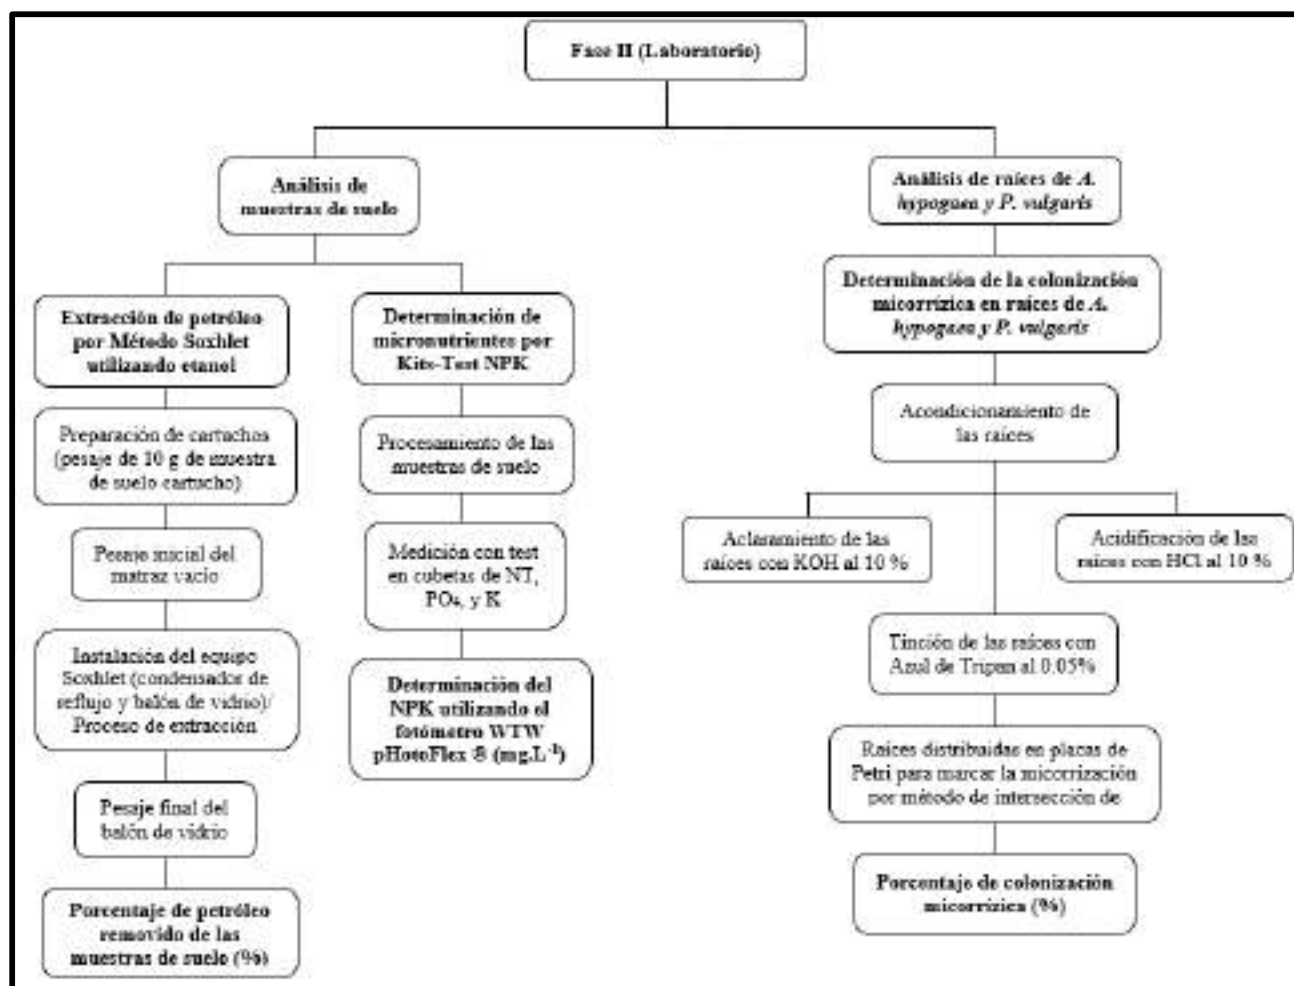 Fase II (Laboratorio)
Análisis de
muestras de suelo
Extracción de petróleo
por Método Soxhlet
utilizando etanol
Preparación de cartuchos
(pesaje de 10 g de muestra
de suelo cartucho)
Pesaje inicial del
matraz vacío
Instalación del equipo
Soxhlet (condensador de
reflujo y balón de vidrio)/
Proceso de extracción
Pesaje final del
balón de vidrio
Porcentaje de petróleo
removido de las
muestras de suelo (%)
Determinación de
micronutrientes por
Kits-Test NPK
Procesamiento de las
muestras de suelo
Medición con test
en cubetas de NT,
PO₄, y K
Determinación del
NPK utilizando el
fotómetro WTW
pHotoFlex ® (mg.L⁻¹)
Análisis de raíces de A.
hypogaea y P. vulgaris
Determinación de la colonización
micorrízica en raíces de A.
hypogaea y P. vulgaris
Acondicionamiento de
las raíces
Aclaramiento de las
raíces con KOH al 10 %
Acidificación de las
raíces con HCl al 10 %
Tinción de las raíces con
Azul de Tripan al 0.05%
Raíces distribuidas en placas de
Petri para marcar la micorrización
por método de intersección de
Porcentaje de colonización
micorrízica (%)